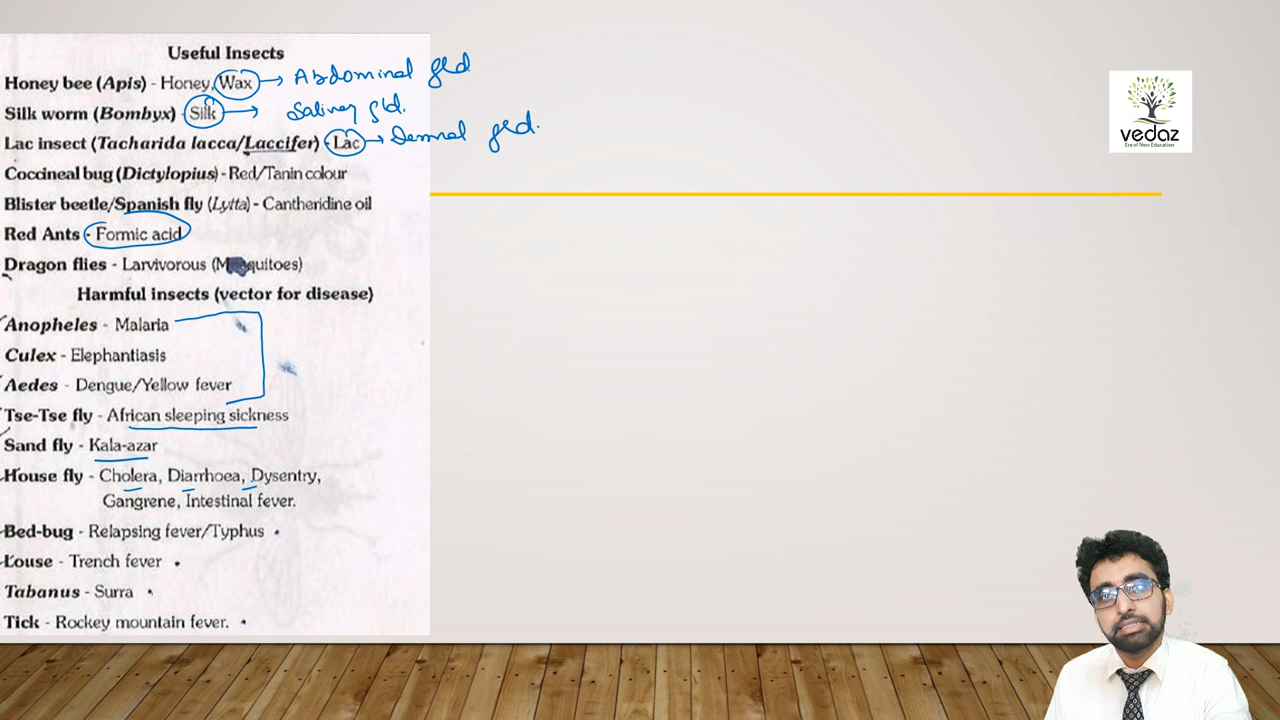 Useful Insects
Honey bee (Apis) - Honey, Wax → Abdominal gld
Silk worm (Bombyx) - Silk → Salivary gld.
Lac insect (Tacharida lacca/Laccifer) - Lac → Dermal gld.
Coccineal bug (Dictylopius) - Red/Tanin colour
Blister beetle/Spanish fly (Lytta) - Cantheridine oil
Red Ants - Formic acid
Dragon flies - Larvivorous (Mosquitoes)
Harmful insects (vector for disease)
Anopheles - Malaria
Culex - Elephantiasis
Aedes - Dengue/Yellow fever
Tse-Tse fly - African sleeping sickness
Sand fly - Kala-azar
House fly - Cholera, Diarrhoea, Dysentry,
Gangrene, Intestinal fever.
Bed-bug - Relapsing fever/Typhus
Louse - Trench fever
Tabanus - Surra
Tick - Rockey mountain fever.
vedaz
Era of New Education